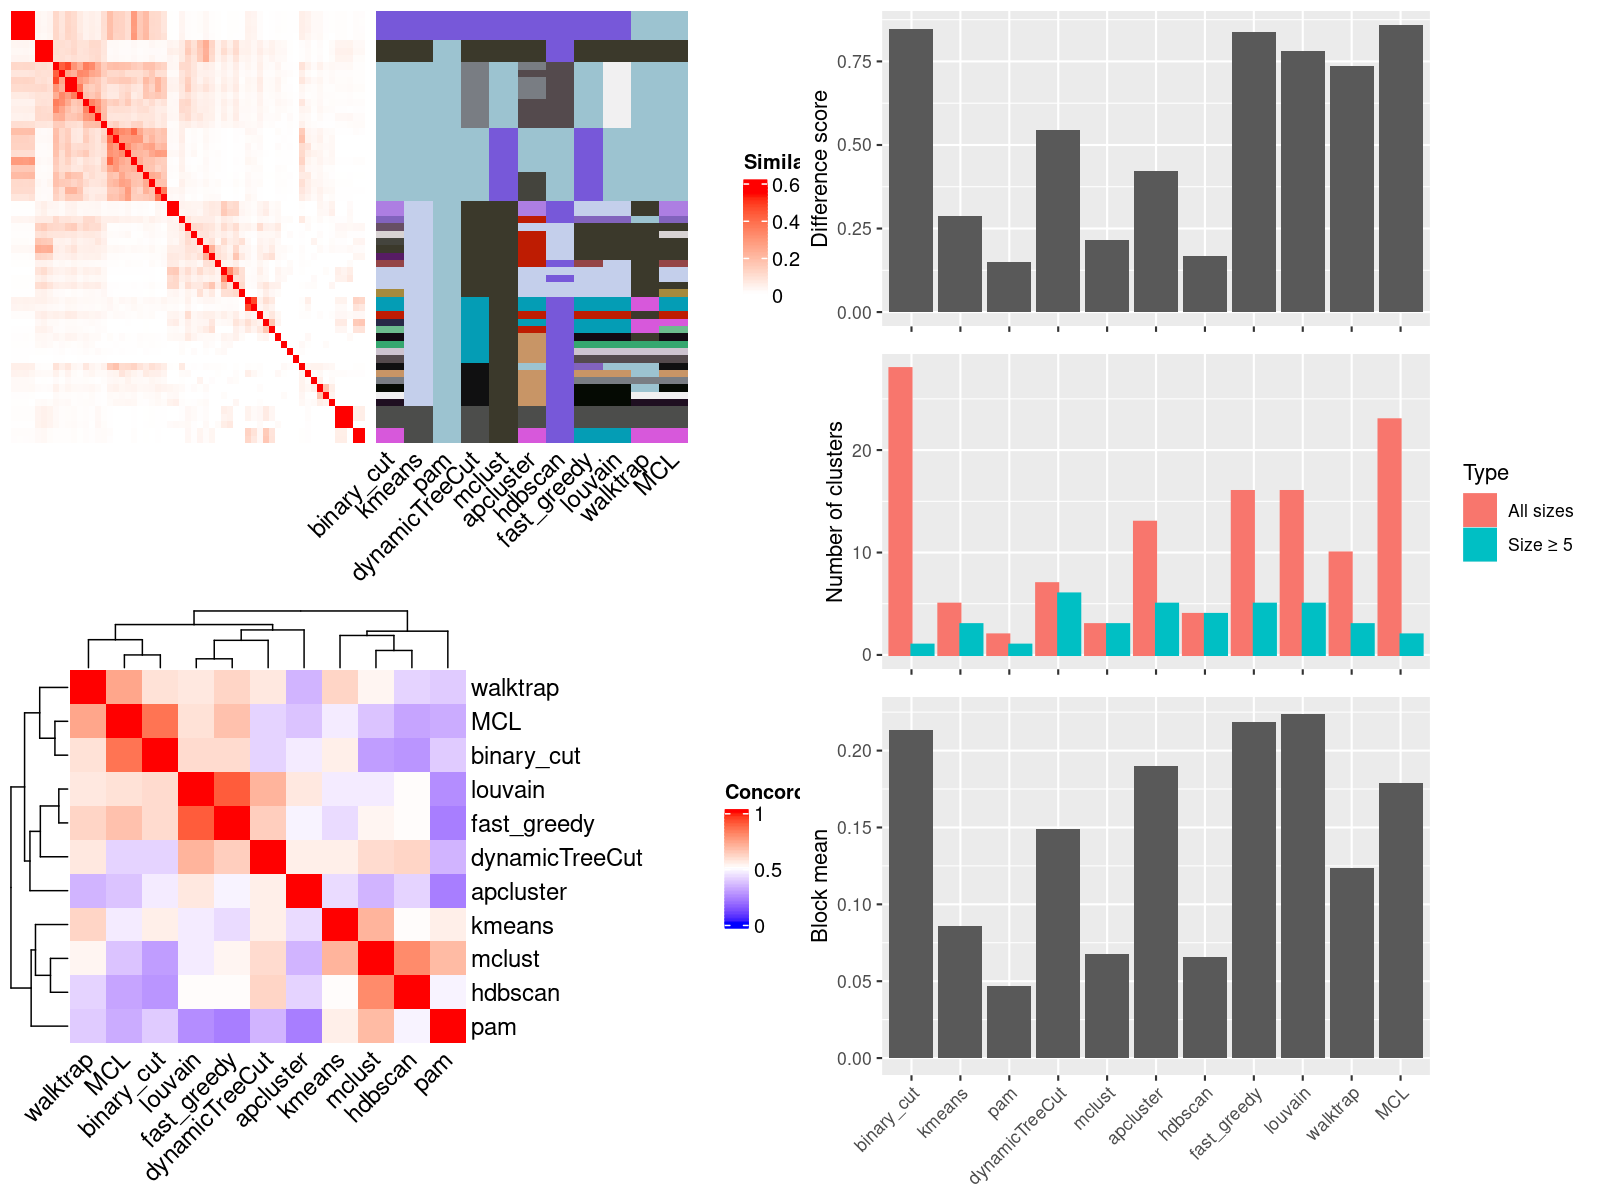 Simila
0.6
0.4
0.2
0
binary_cut
kmeans
pam
dynamicTreeCut
mclust
apcluster
hdbscan
fast_greedy
louvain
walktrap
MCL
Difference score
0.75
0.50
0.25
0.00
Number of clusters
20
10
0
Type
All sizes
Size ≥ 5
walktrap
MCL
binary_cut
louvain
fast_greedy
dynamicTreeCut
apcluster
kmeans
mclust
hdbscan
pam
walktrap
MCL
binary_cut
louvain
fast_greedy
dynamicTreeCut
apcluster
kmeans
mclust
hdbscan
pam
Concord
1
0.5
0
Block mean
0.20
0.15
0.10
0.05
0.00
binary_cut
kmeans
pam
dynamicTreeCut
mclust
apcluster
hdbscan
fast_greedy
louvain
walktrap
MCL